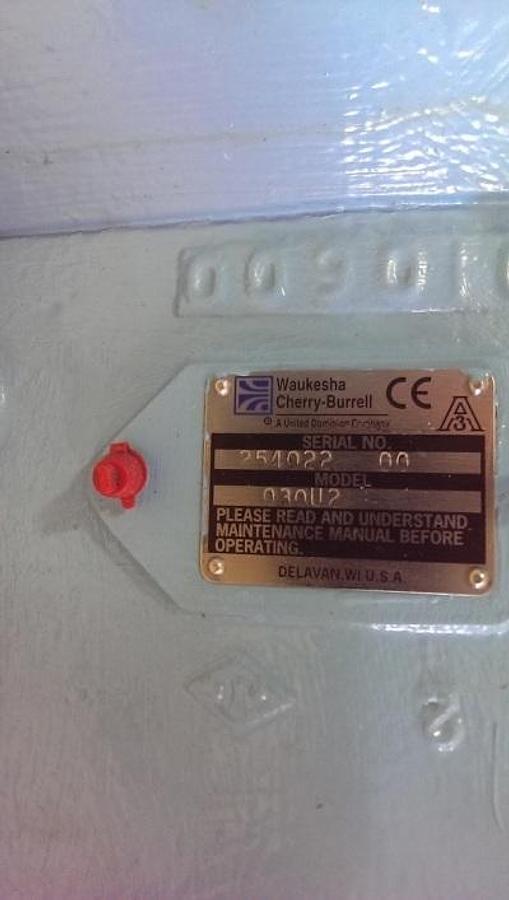 Waukesha
Cherry-Burrell
CE
A United Dominion Company
3
SERIAL NO.
254022 00
MODEL
030U2
PLEASE READ AND UNDERSTAND
MAINTENANCE MANUAL BEFORE
OPERATING.
DELAVAN, WI U.S.A.